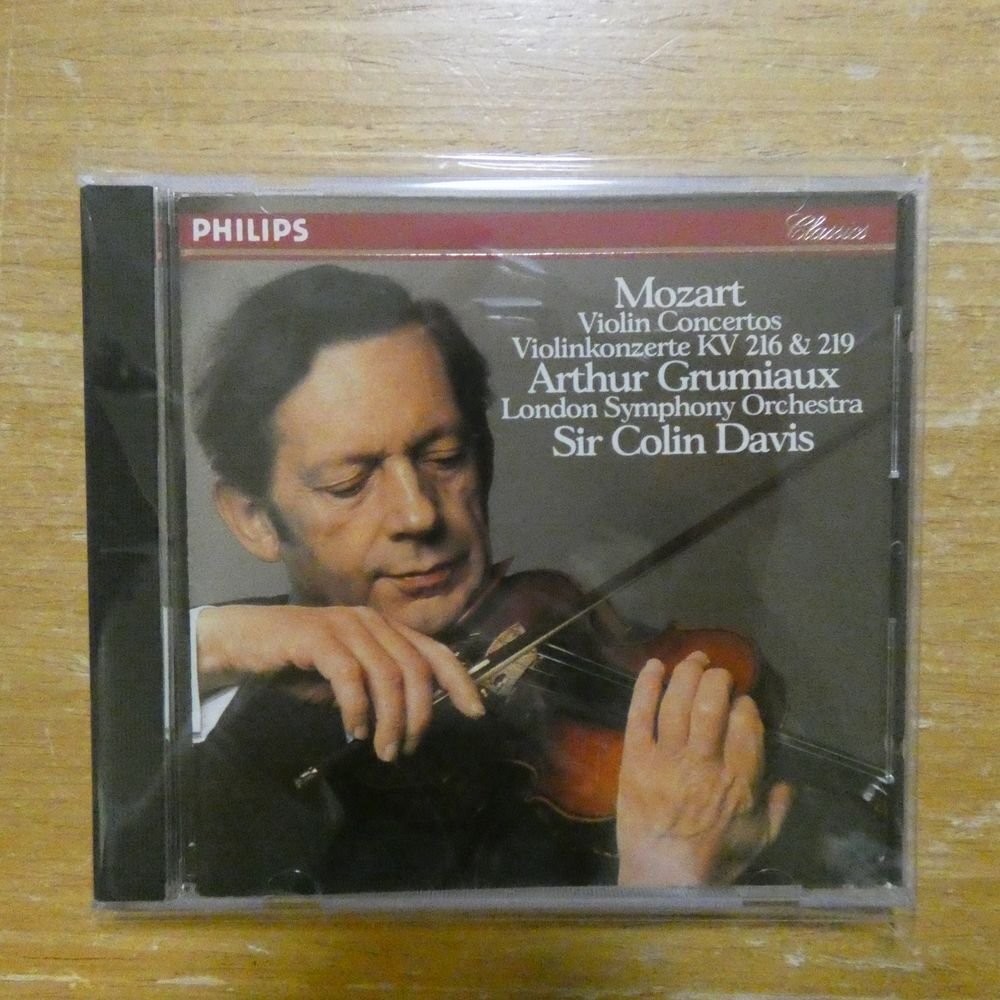 PHILIPS
Classics
Mozart
Violin Concertos
Violinkonzerte KV 216 & 219
Arthur Grumiaux
London Symphony Orchestra
Sir Colin Davis